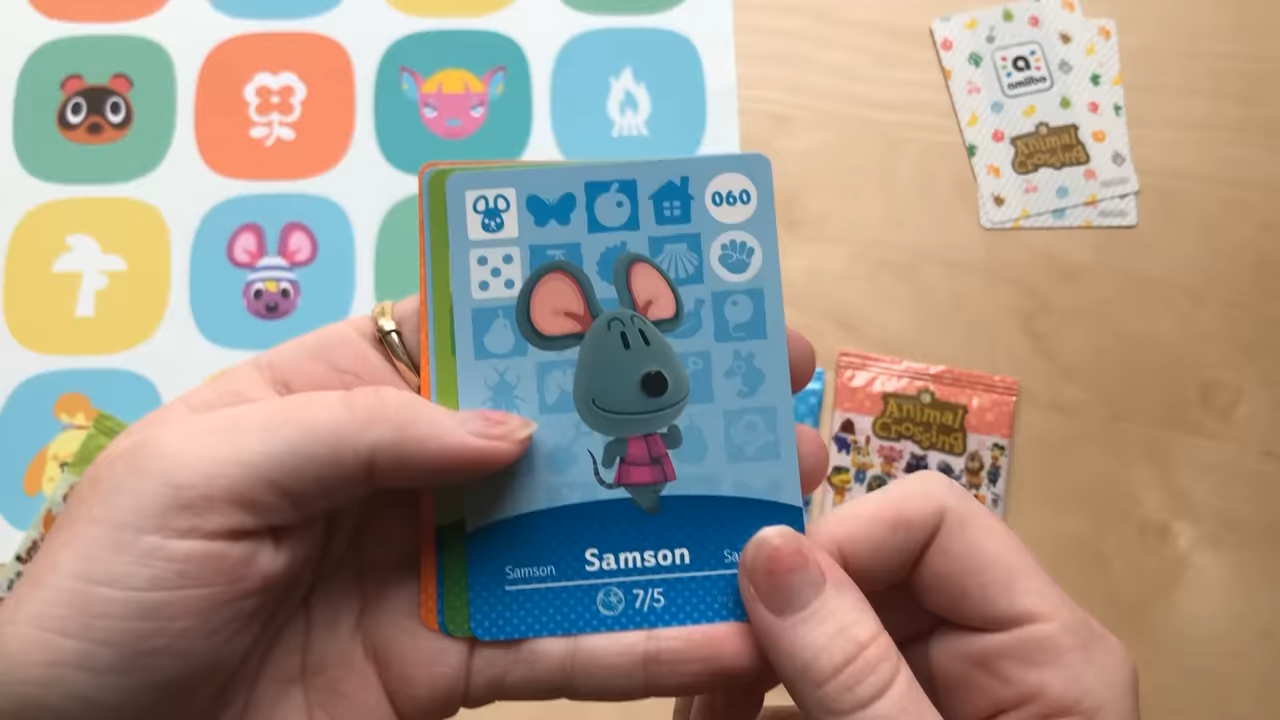 a
amiibo
Animal
Crossing
060
Animal
Crossing
Samson Samson
7/5